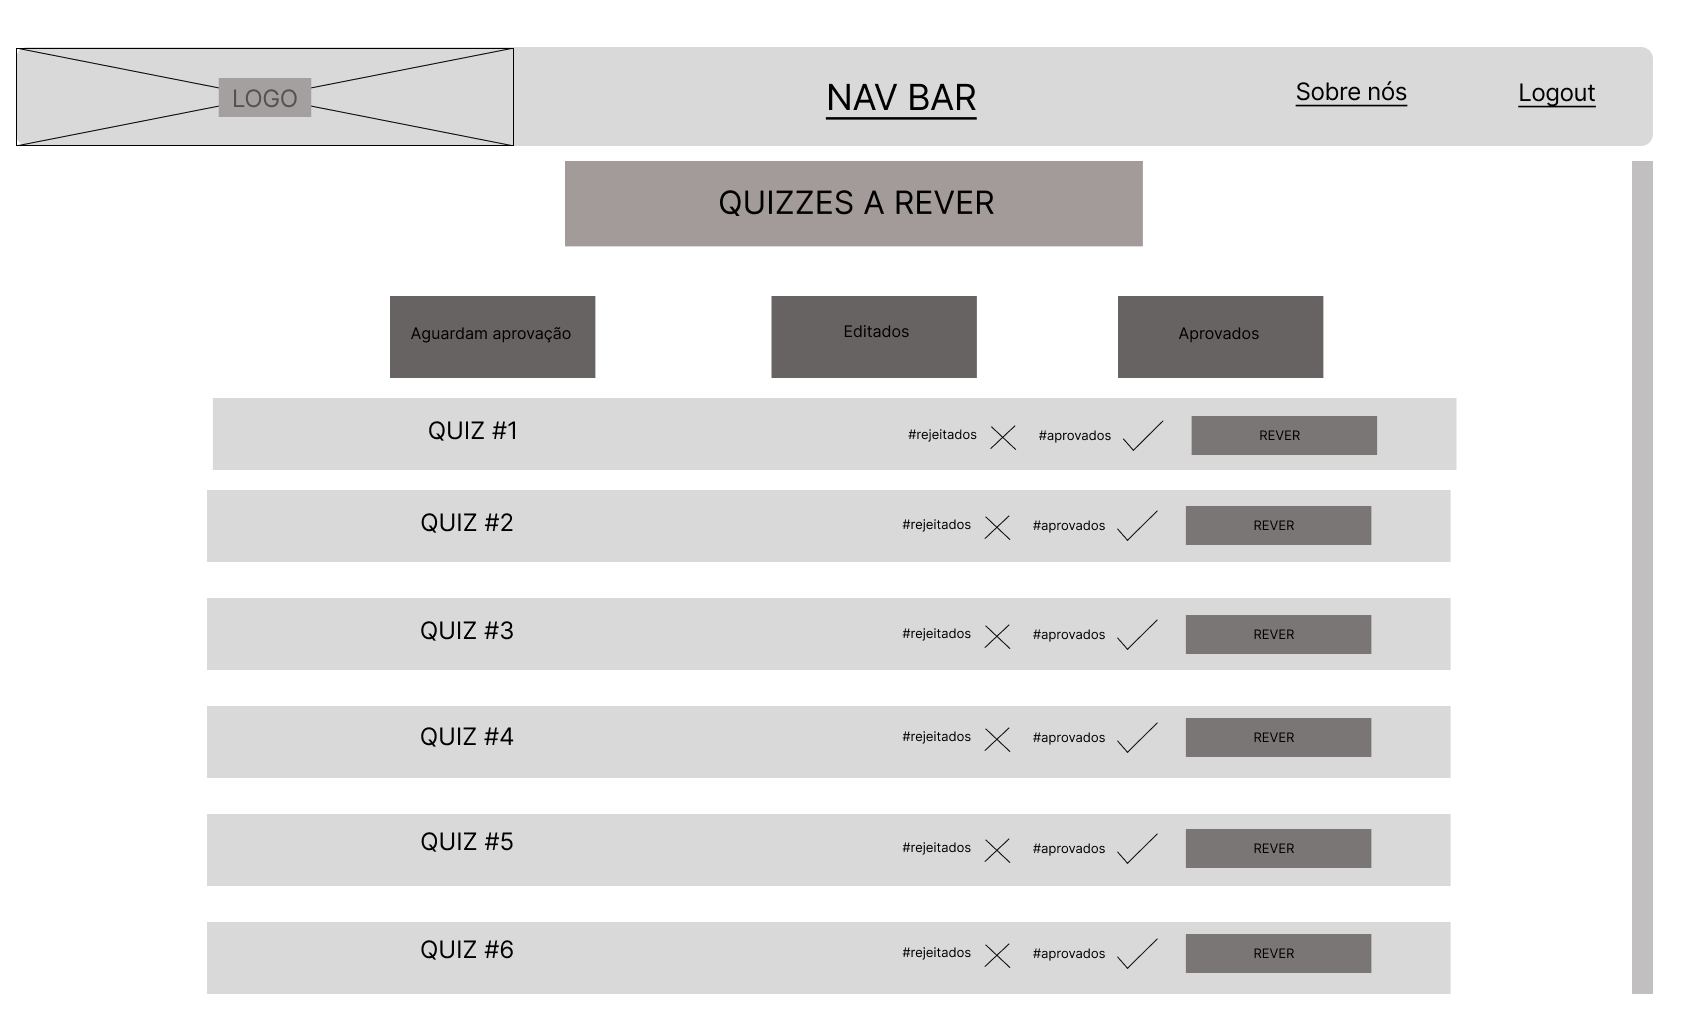 LOGO
NAV BAR
Sobre nós
Logout
QUIZZES A REVER
Aguardam aprovação
Editados
Aprovados
QUIZ #1
#rejeitados
#aprovados
REVER
QUIZ #2
#rejeitados
#aprovados
REVER
QUIZ #3
#rejeitados
#aprovados
REVER
QUIZ #4
#rejeitados
#aprovados
REVER
QUIZ #5
#rejeitados
#aprovados
REVER
QUIZ #6
#rejeitados
#aprovados
REVER